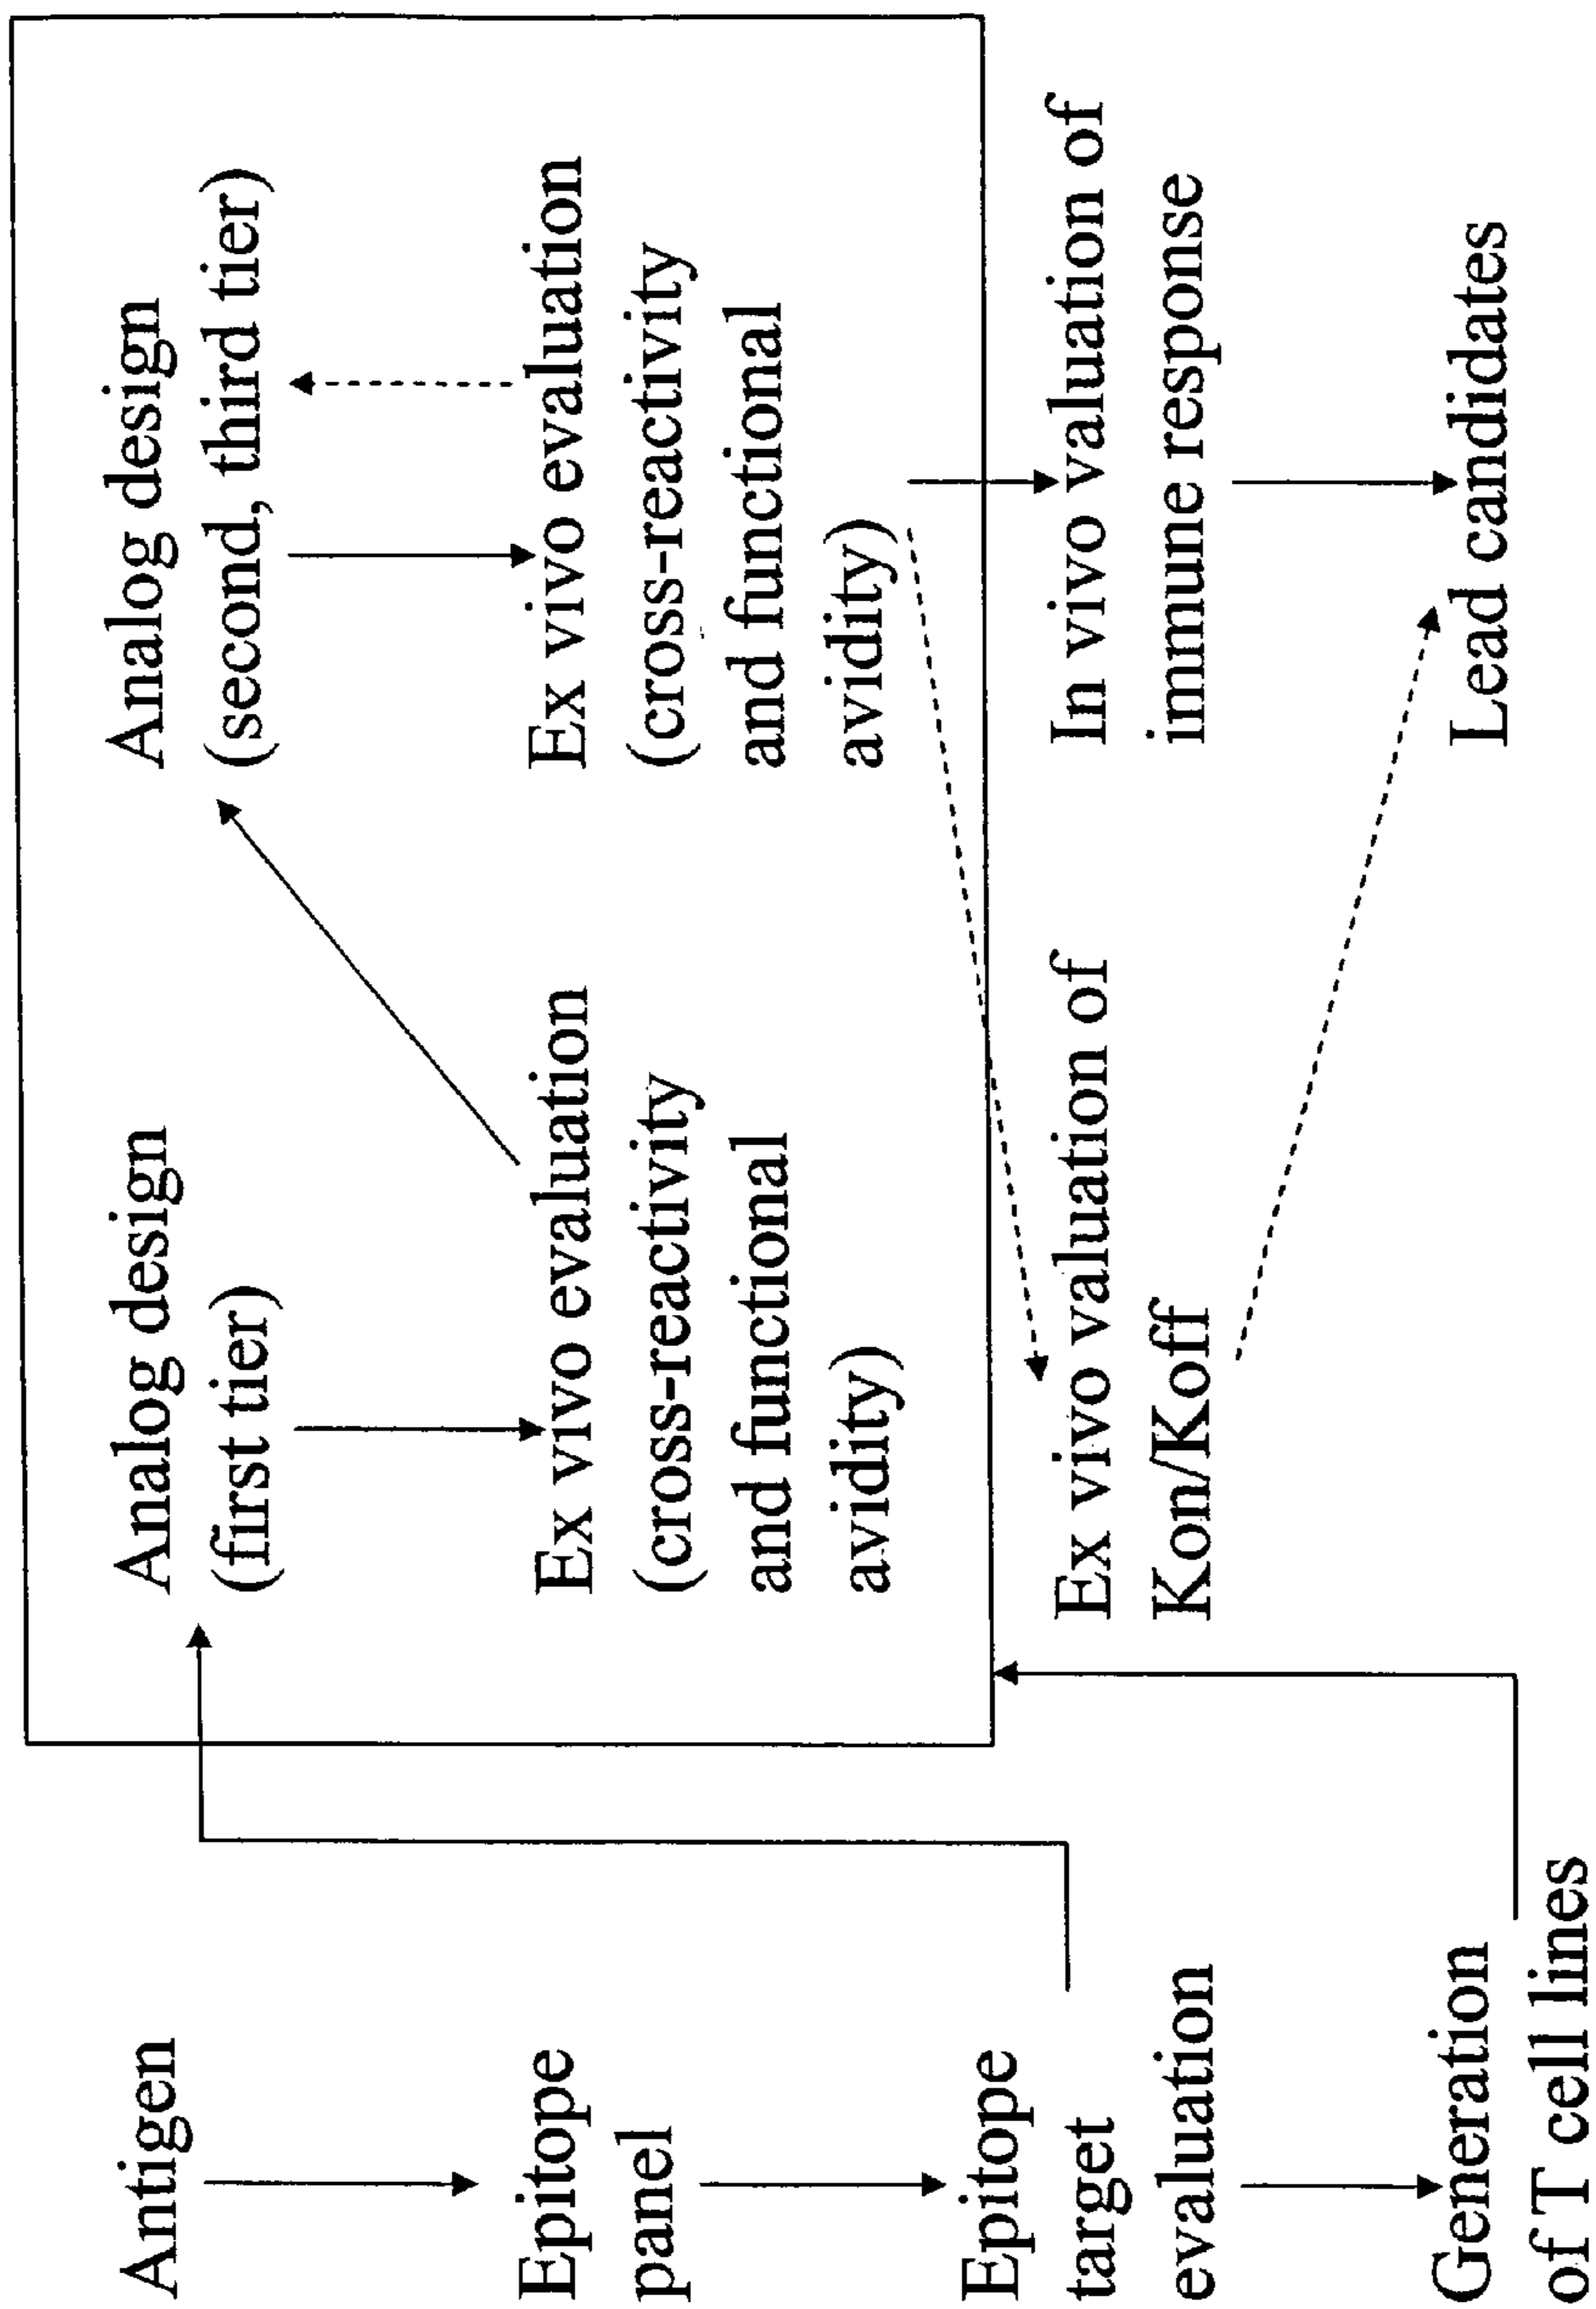 Antigen
Epitope
panel
Epitope
target
evaluation
Generation
of T cell lines
Analog design
(first tier)
Ex vivo evaluation
(cross-reactivity
and functional
avidity)
Analog design
(second, third tier)
Ex vivo evaluation
(cross-reactivity
and functional
avidity)
Ex vivo valuation of
Kon/Koff
In vivo valuation of
immune response
Lead candidates